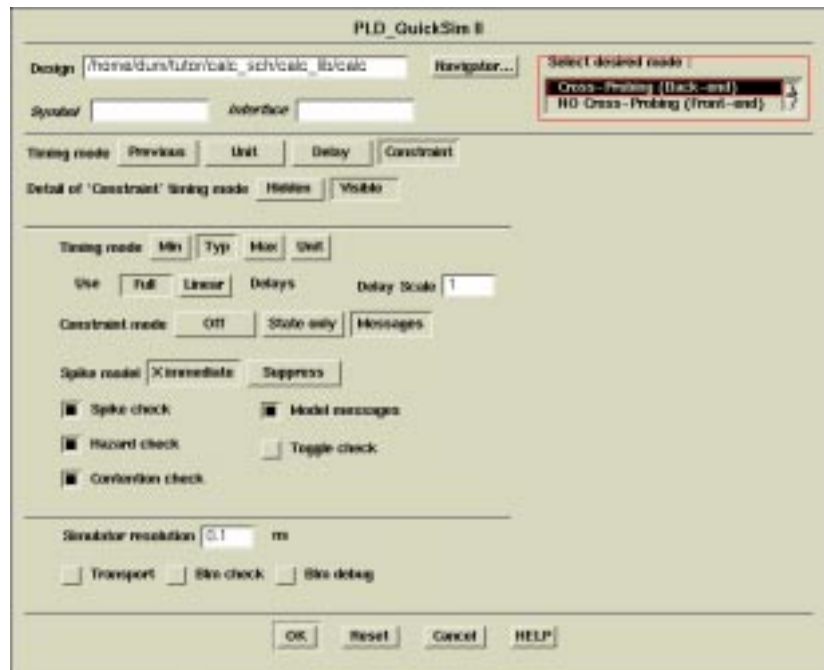 PLD_QuickSim II
Design /home/dum/tutor/calc_sch/calc_lib/calc Navigator...
Select desired mode :
Cross-Probing (Back-end)
NO Cross-Probing (Front-end)
Symbol Interface
Timing mode Previous Unit Delay Constraint
Detail of 'Constraint' timing mode Hidden Visible
Timing mode Min Typ Max Unit
Use Full Linear Delays Delay Scale 1
Constraint mode Off State only Messages
Spike model X immediate Suppress
Spike check Model messages
Hazard check Toggle check
Contention check
Simulator resolution 0.1 ns
Transport Blm check Blm debug
OK Reset Cancel HELP